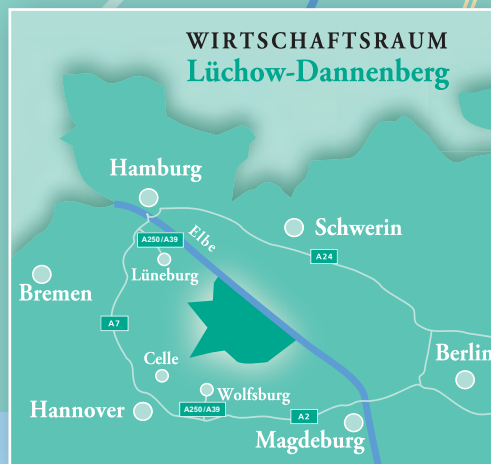 WIRTSCHAFTSRAUM
Lüchow-Dannenberg
Hamburg
Elbe
Schwerin
A250/A39
A24
Lüneburg
Bremen
A7
Celle
Berlin
Wolfsburg
Hannover
A250/A39
A2
Magdeburg